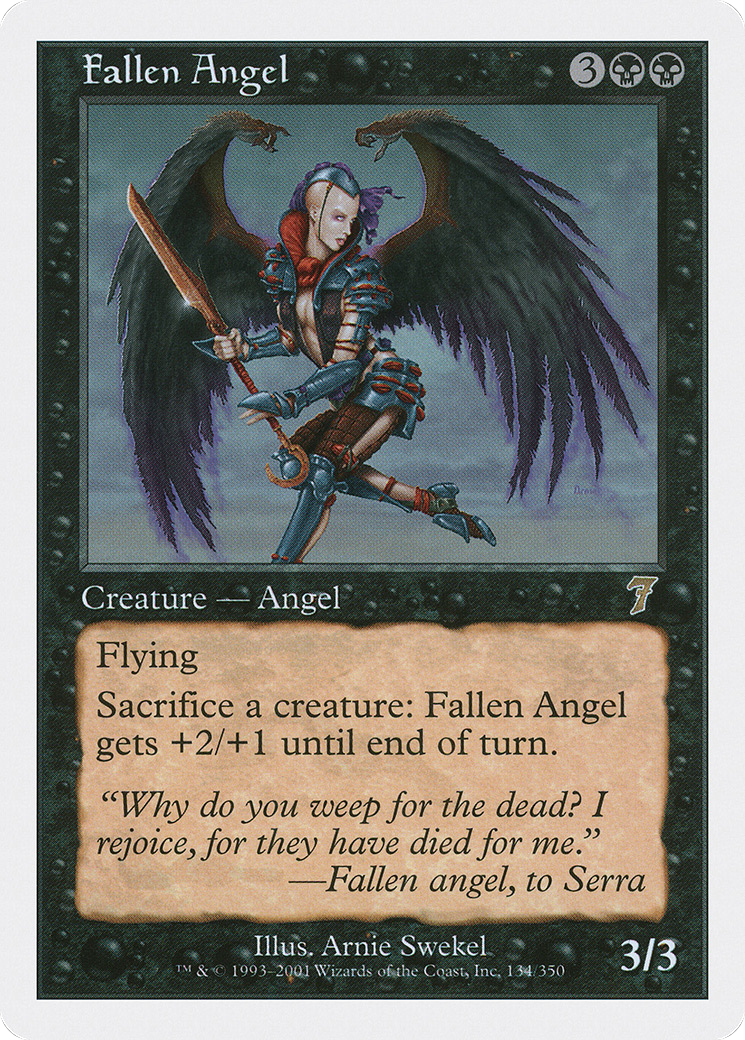 Fallen Angel 3
Creature — Angel 7
Flying
Sacrifice a creature: Fallen Angel
gets +2/+1 until end of turn.
“Why do you weep for the dead? I
rejoice, for they have died for me.”
—Fallen angel, to Serra
Illus. Arnie Swekel
™ & © 1993–2001 Wizards of the Coast, Inc. 134/350
3/3